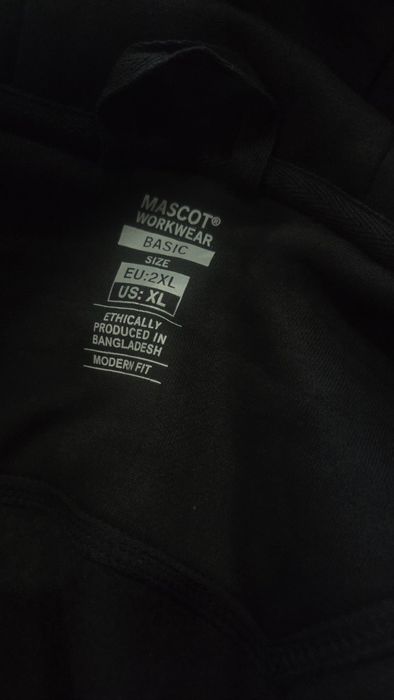 MASCOT®
WORKWEAR
BASIC
SIZE
EU:2XL
US: XL
ETHICALLY
PRODUCED IN
BANGLADESH
MODERN FIT